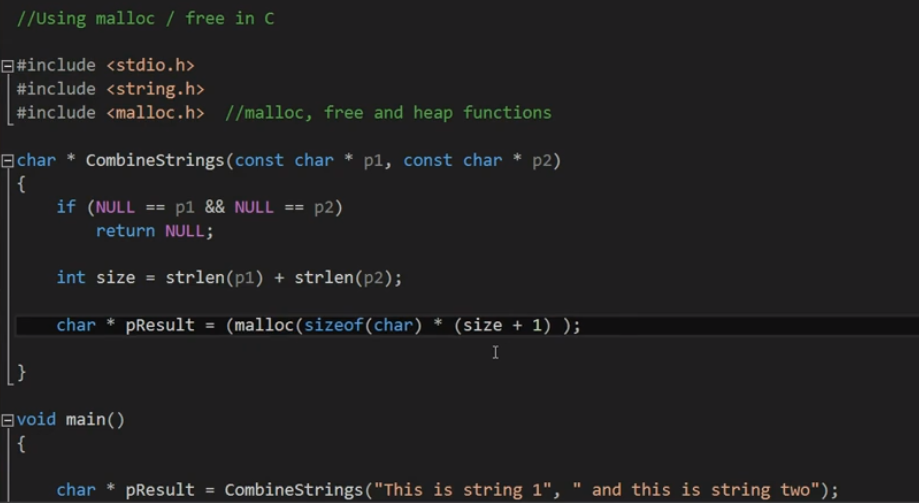 //Using malloc / free in C
#include <stdio.h>
#include <string.h>
#include <malloc.h>  //malloc, free and heap functions
char * CombineStrings(const char * p1, const char * p2)
{
    if (NULL == p1 && NULL == p2)
        return NULL;
    int size = strlen(p1) + strlen(p2);
    char * pResult = (malloc(sizeof(char) * (size + 1) );
}
void main()
{
    char * pResult = CombineStrings("This is string 1", " and this is string two");